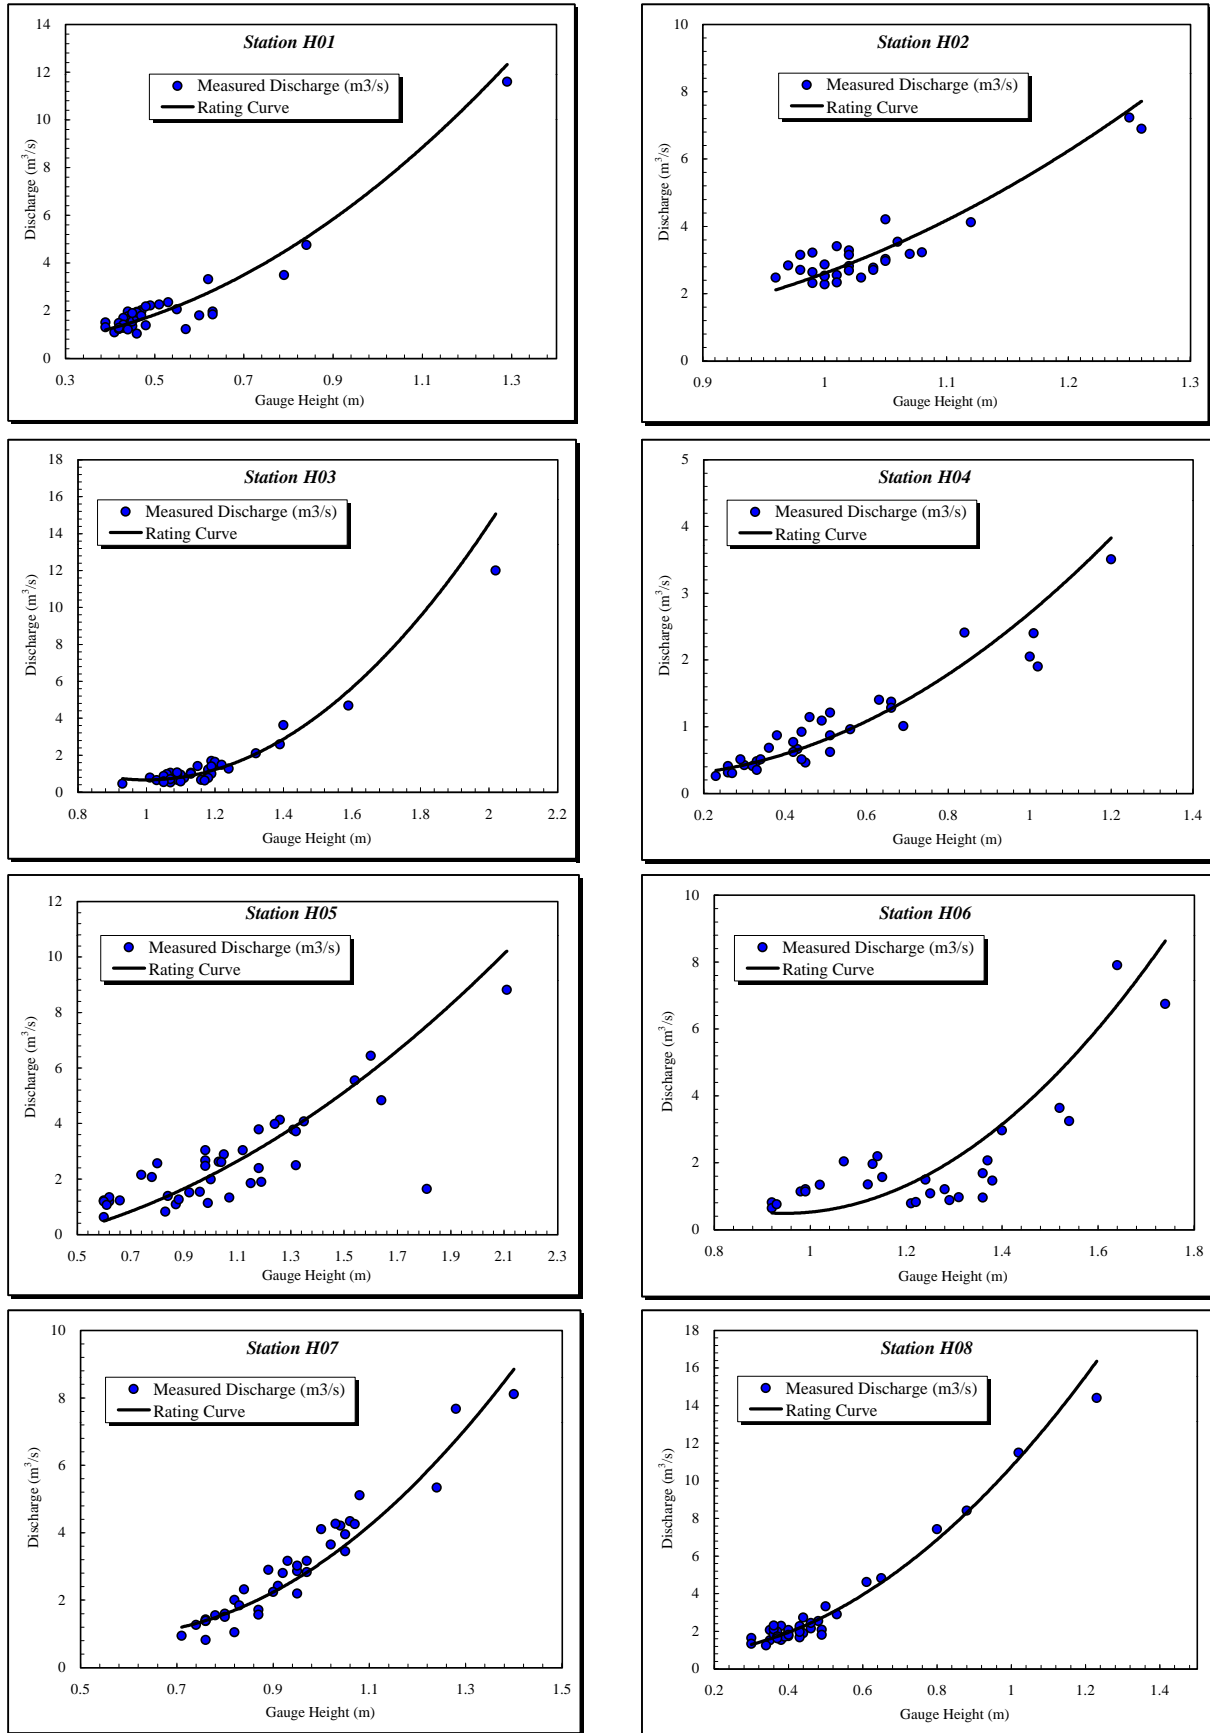 Station H01
Measured Discharge (m3/s)
Rating Curve
Discharge (m³/s)
14
12
10
8
6
4
2
0
0.3 0.5 0.7 0.9 1.1 1.3
Gauge Height (m)
Station H02
Measured Discharge (m3/s)
Rating Curve
Discharge (m³/s)
10
8
6
4
2
0
0.9 1 1.1 1.2 1.3
Gauge Height (m)
Station H03
Measured Discharge (m3/s)
Rating Curve
Discharge (m³/s)
18
16
14
12
10
8
6
4
2
0
0.8 1 1.2 1.4 1.6 1.8 2 2.2
Gauge Height (m)
Station H04
Measured Discharge (m3/s)
Rating Curve
Discharge (m³/s)
5
4
3
2
1
0
0.2 0.4 0.6 0.8 1 1.2 1.4
Gauge Height (m)
Station H05
Measured Discharge (m3/s)
Rating Curve
Discharge (m³/s)
12
10
8
6
4
2
0
0.5 0.7 0.9 1.1 1.3 1.5 1.7 1.9 2.1 2.3
Gauge Height (m)
Station H06
Measured Discharge (m3/s)
Rating Curve
Discharge (m³/s)
10
8
6
4
2
0
0.8 1 1.2 1.4 1.6 1.8
Gauge Height (m)
Station H07
Measured Discharge (m3/s)
Rating Curve
Discharge (m³/s)
10
8
6
4
2
0
0.5 0.7 0.9 1.1 1.3 1.5
Gauge Height (m)
Station H08
Measured Discharge (m3/s)
Rating Curve
Discharge (m³/s)
18
16
14
12
10
8
6
4
2
0
0.2 0.4 0.6 0.8 1 1.2 1.4
Gauge Height (m)